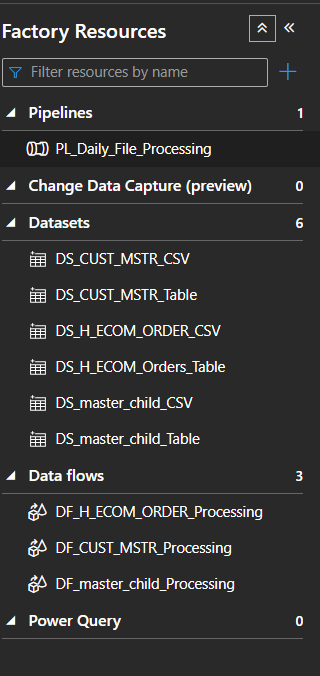 Factory Resources
Filter resources by name
Pipelines 1
PL_Daily_File_Processing
Change Data Capture (preview) 0
Datasets 6
DS_CUST_MSTR_CSV
DS_CUST_MSTR_Table
DS_H_ECOM_ORDER_CSV
DS_H_ECOM_Orders_Table
DS_master_child_CSV
DS_master_child_Table
Data flows 3
DF_H_ECOM_ORDER_Processing
DF_CUST_MSTR_Processing
DF_master_child_Processing
Power Query 0